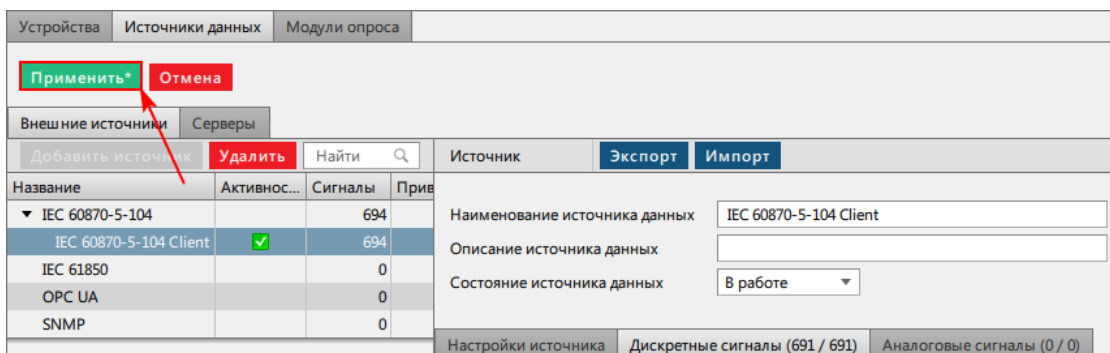 Устройства Источники данных Модули опроса
Применить* Отмена
Внешние источники Серверы
Добавить источник Удалить Найти Источник Экспорт Импорт
Название Активнос... Сигналы Прив
IEC 60870-5-104 694
Наименование источника данных IEC 60870-5-104 Client
IEC 60870-5-104 Client 694
Описание источника данных
IEC 61850 0
Состояние источника данных В работе
OPC UA 0
SNMP 0
Настройки источника Дискретные сигналы (691 / 691) Аналоговые сигналы (0 / 0)